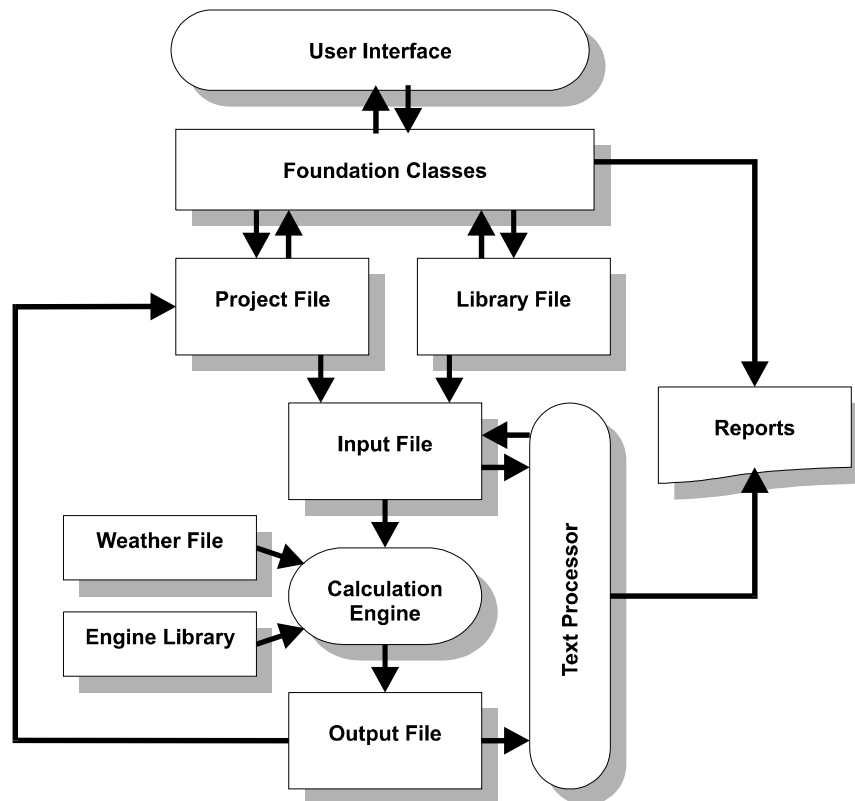 User Interface
Foundation Classes
Project File
Library File
Reports
Input File
Weather File
Calculation
Engine
Text Processor
Engine Library
Output File